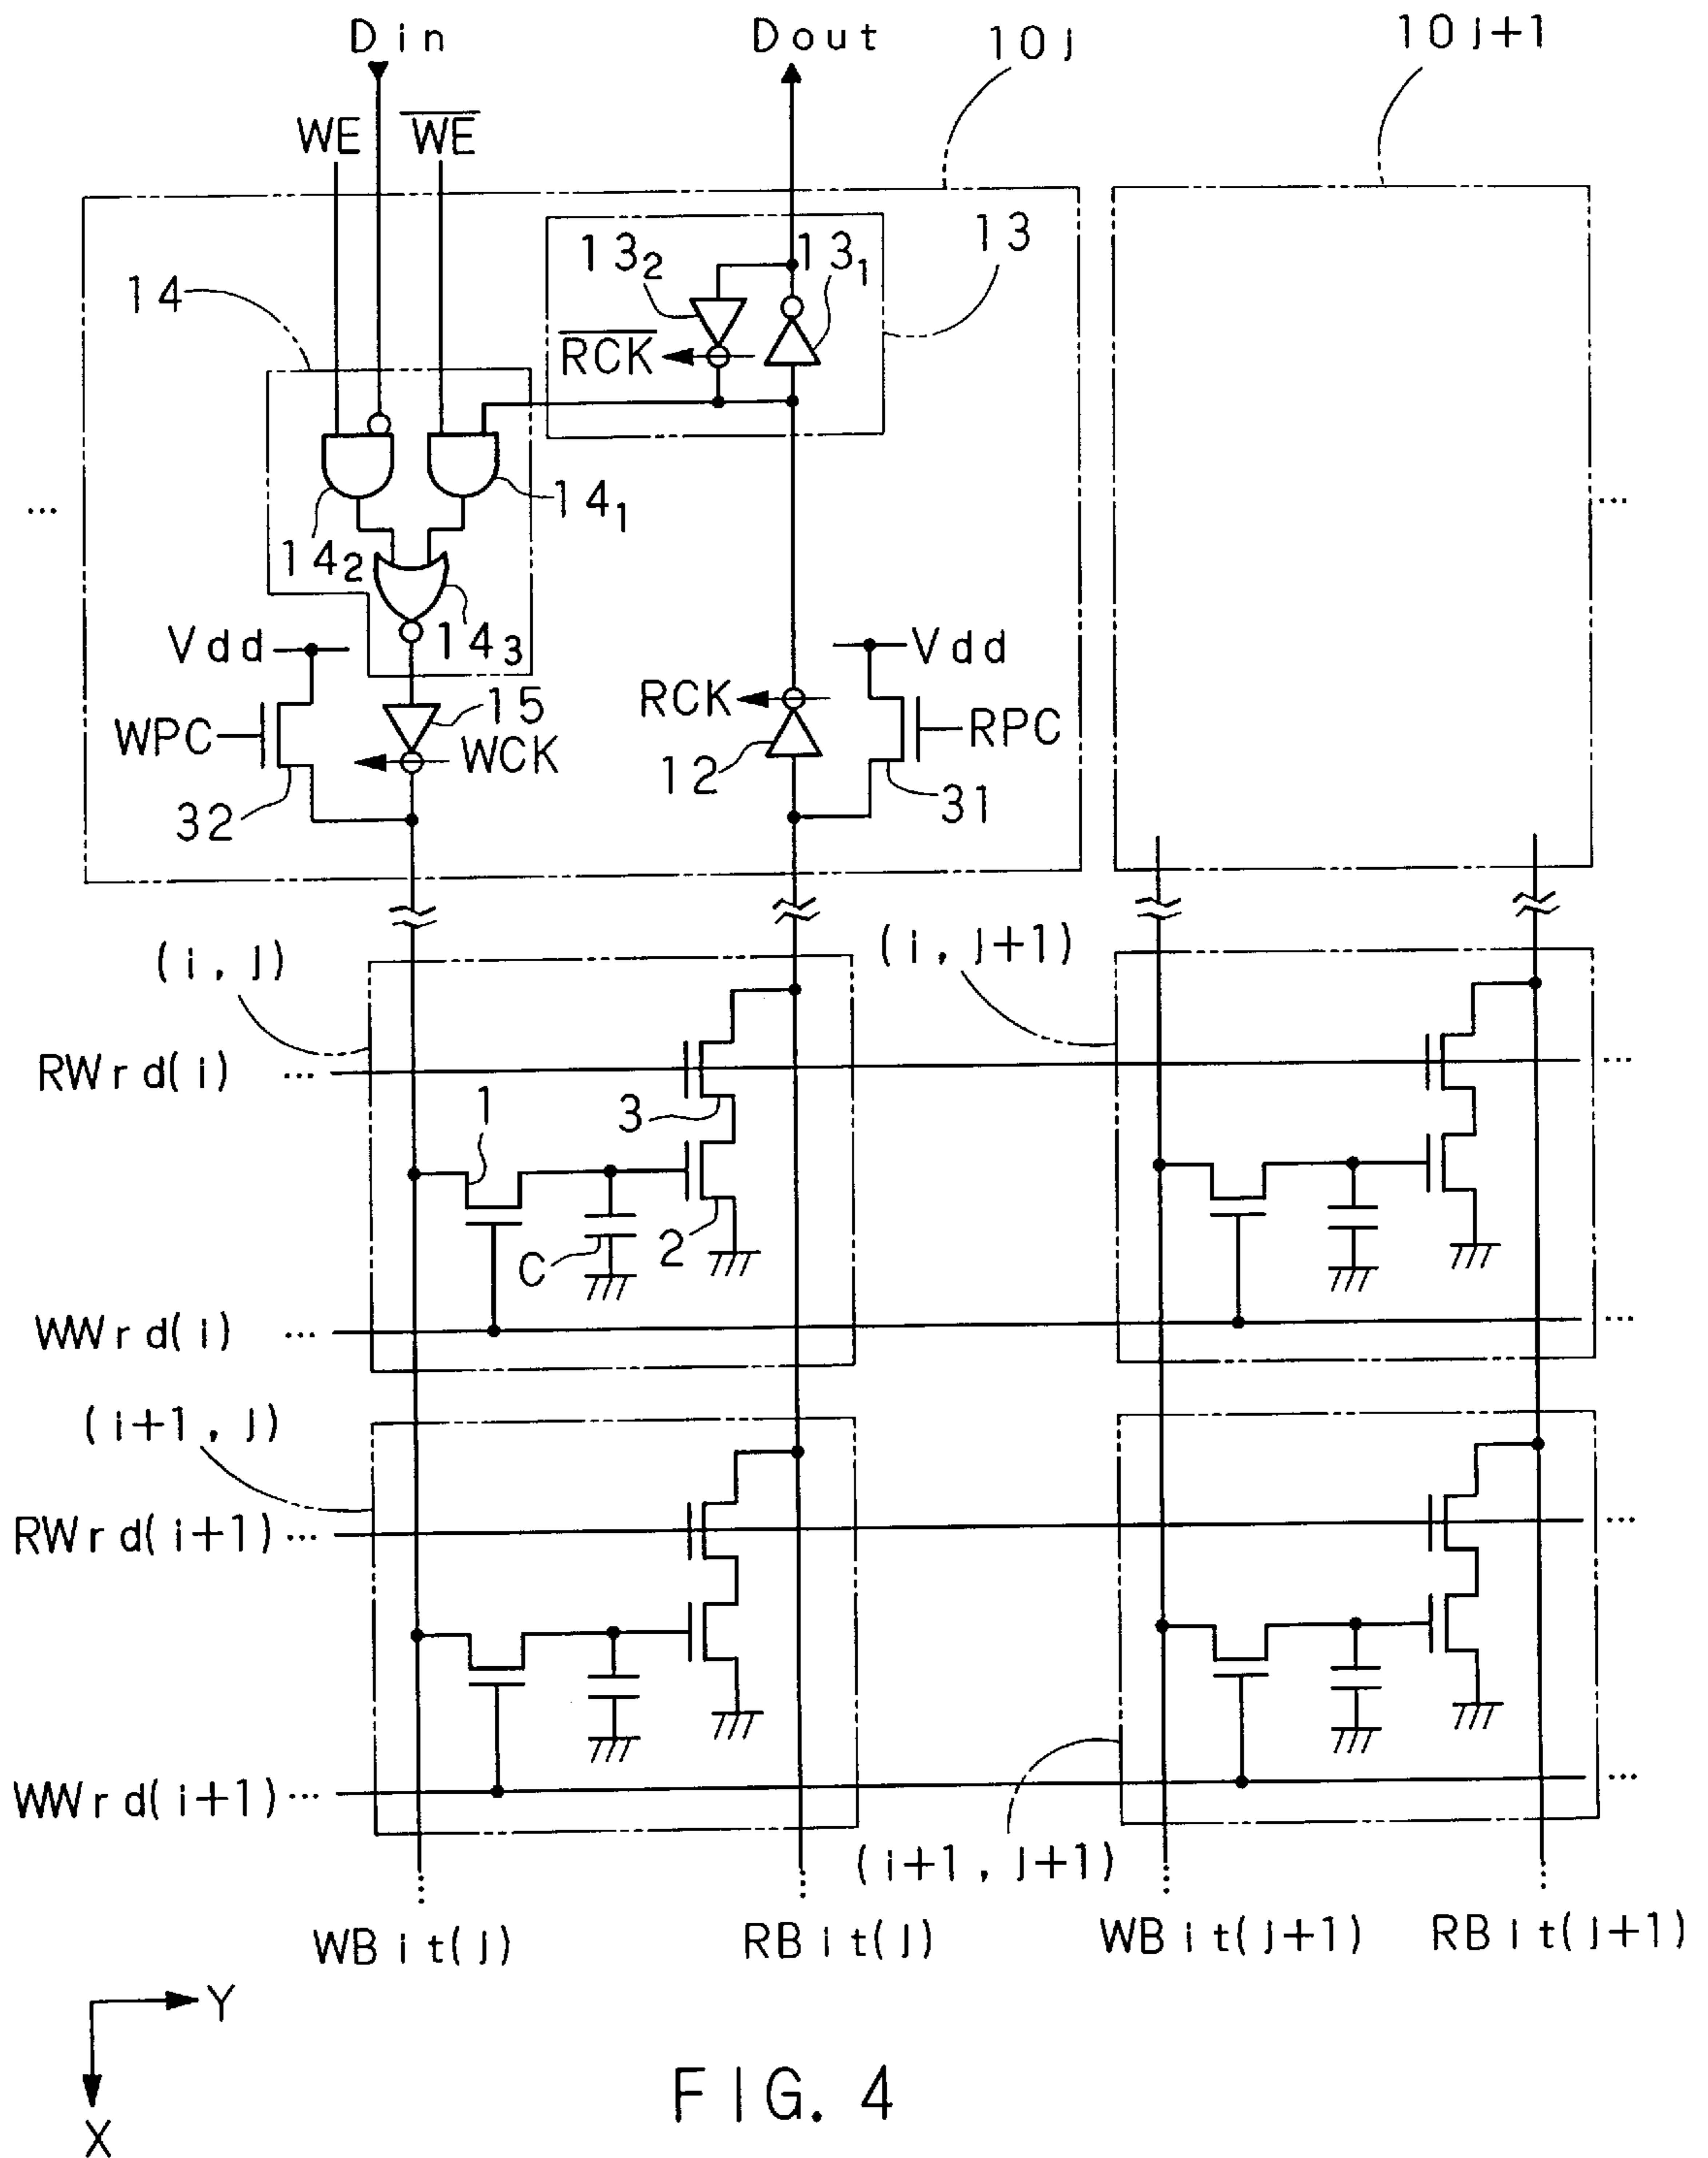 Din Dout 10j 10j+1
WE W̅E̅
13₂ 13₁ 13
14
R̅C̅K̅
14₂ 14₁
... ...
14₃
Vdd Vdd
WPC 15 WCK RCK 12 RPC
32 31
(i, j) (i, j+1)
RWrd(i) ... ...
1 3
C 2
WWrd(i) ... ...
(i+1, j)
RWrd(i+1) ... ...
WWrd(i+1) ... ...
(i+1, j+1)
WBit(j) RBit(j) WBit(j+1) RBit(j+1)
Y
X
FIG. 4